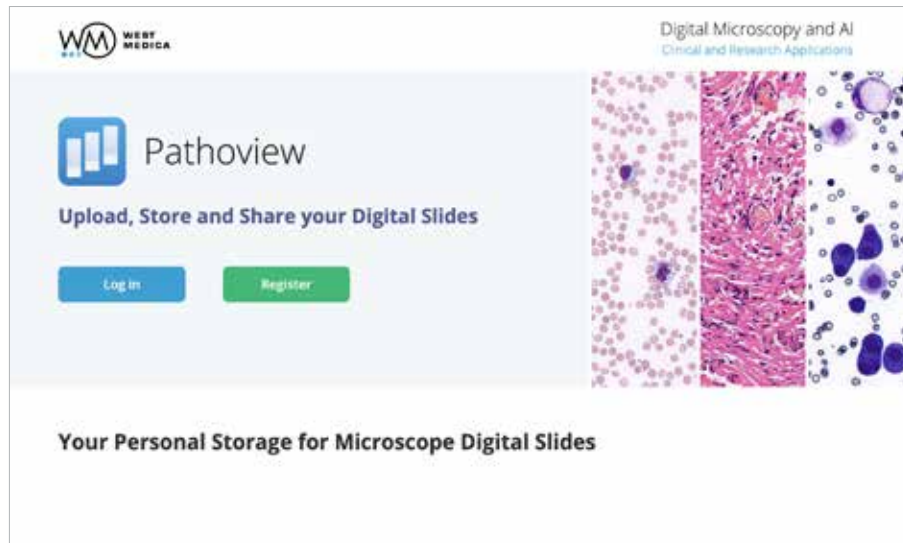 WM WEST
MEDICA
Digital Microscopy and AI
Clinical and Research Applications
Pathoview
Upload, Store and Share your Digital Slides
Log in
Register
Your Personal Storage for Microscope Digital Slides